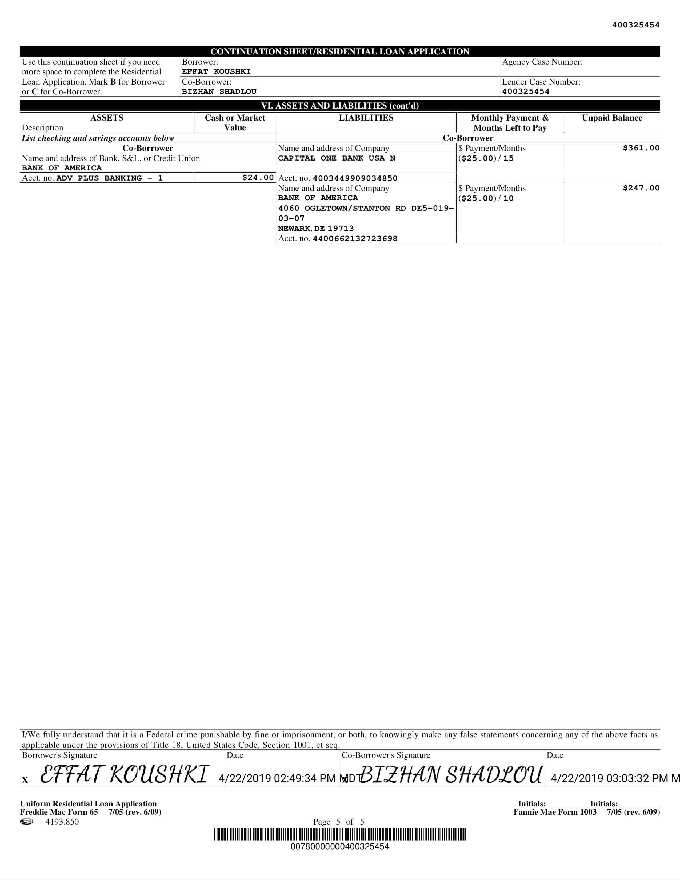 400325454
CONTINUATION SHEET/RESIDENTIAL LOAN APPLICATION
Use this continuation sheet if you need more space to complete the Residential Loan Application. Mark B for Borrower or C for Co-Borrower.
Borrower:
EFFAT KOUSHKI
Co-Borrower:
BIZHAN SHADLOU
Agency Case Number:
Lender Case Number:
400325454
VI. ASSETS AND LIABILITIES (cont'd)
ASSETS
Description
Cash or Market Value
LIABILITIES
Monthly Payment & Months Left to Pay
Unpaid Balance
List checking and savings accounts below
Co-Borrower
Co-Borrower
Name and address of Bank, S&L, or Credit Union
BANK OF AMERICA
Acct. no. ADV PLUS BANKING - 1 $24.00
Name and address of Company
CAPITAL ONE BANK USA N
$ Payment/Months
($25.00)/15
$361.00
Acct. no. 4003449909034850
Name and address of Company
BANK OF AMERICA
4060 OGLETOWN/STANTON RD DE5-019-
03-07
NEWARK, DE 19713
Acct. no. 4400662132723698
$ Payment/Months
($25.00)/10
$247.00
I/We fully understand that it is a Federal crime punishable by fine or imprisonment, or both, to knowingly make any false statements concerning any of the above facts as
applicable under the provisions of Title 18, United States Code, Section 1001, et seq.
Borrower's Signature Date Co-Borrower's Signature Date
X EFFAT KOUSHKI 4/22/2019 02:49:34 PM MDT BIZHAN SHADLOU 4/22/2019 03:03:32 PM M
Uniform Residential Loan Application
Freddie Mac Form 65 7/05 (rev. 6/09)
4193.850
Page 5 of 5
Initials: Initials:
Fannie Mae Form 1003 7/05 (rev. 6/09)
00780000000400325454